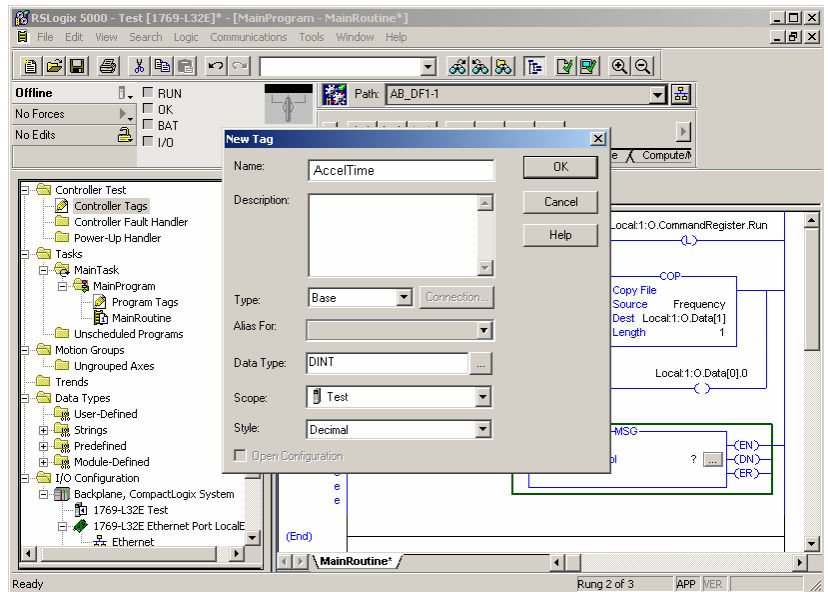 RSLogix 5000 - Test [1769-L32E]* - [MainProgram - MainRoutine*]
File Edit View Search Logic Communications Tools Window Help
Offline
RUN
No Forces
OK
No Edits
BAT
I/O
Path: AB_DF1-1
Compute/
Controller Test
Controller Tags
Controller Fault Handler
Power-Up Handler
Tasks
MainTask
MainProgram
Program Tags
MainRoutine
Unscheduled Programs
Motion Groups
Ungrouped Axes
Trends
Data Types
User-Defined
Strings
Predefined
Module-Defined
I/O Configuration
Backplane, CompactLogix System
1769-L32E Test
1769-L32E Ethernet Port LocalE
Ethernet
New Tag
Name: AccelTime
OK
Description:
Cancel
Help
Type: Base
Connection...
Alias For:
Data Type: DINT ...
Scope: Test
Style: Decimal
Open Configuration
Local:1:O.CommandRegister.Run
(L)
COP
Copy File
Source Frequency
Dest Local:1:O.Data[1]
Length 1
Local:1:O.Data[0].0
MSG
? ...
(EN)
(DN)
(ER)
e
e
(End)
MainRoutine*
Ready
Rung 2 of 3 APP VER